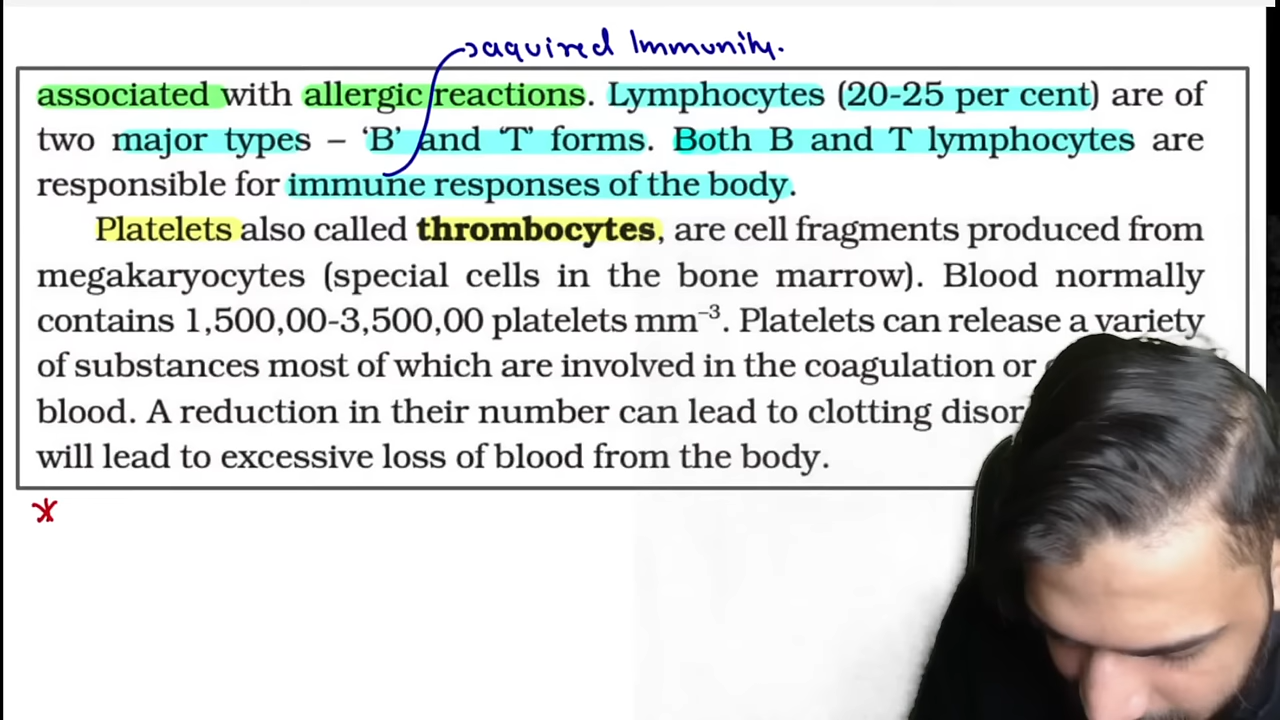 aquired Immunity.
associated with allergic reactions. Lymphocytes (20-25 per cent) are of
two major types – ‘B’ and ‘T’ forms. Both B and T lymphocytes are
responsible for immune responses of the body.
Platelets also called thrombocytes, are cell fragments produced from
megakaryocytes (special cells in the bone marrow). Blood normally
contains 1,500,00-3,500,00 platelets mm⁻³. Platelets can release a variety
of substances most of which are involved in the coagulation or
blood. A reduction in their number can lead to clotting
will lead to excessive loss of blood from the body.